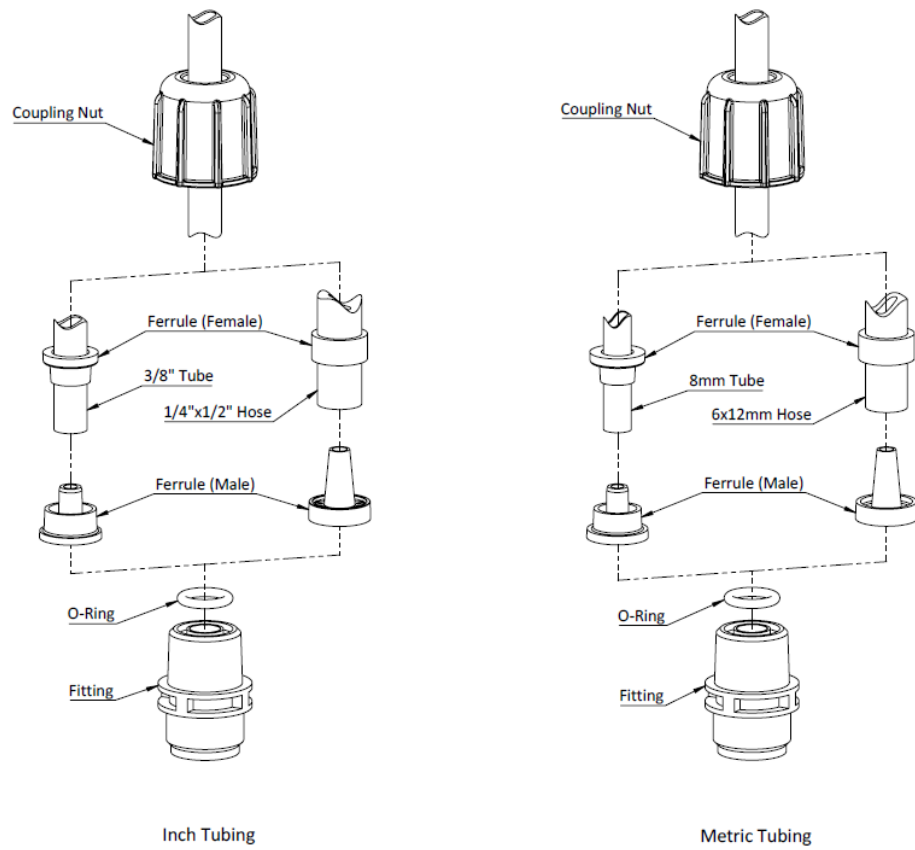 Coupling Nut
Ferrule (Female)
3/8" Tube
1/4"x1/2" Hose
Ferrule (Male)
O-Ring
Fitting
Inch Tubing
Coupling Nut
Ferrule (Female)
8mm Tube
6x12mm Hose
Ferrule (Male)
O-Ring
Fitting
Metric Tubing